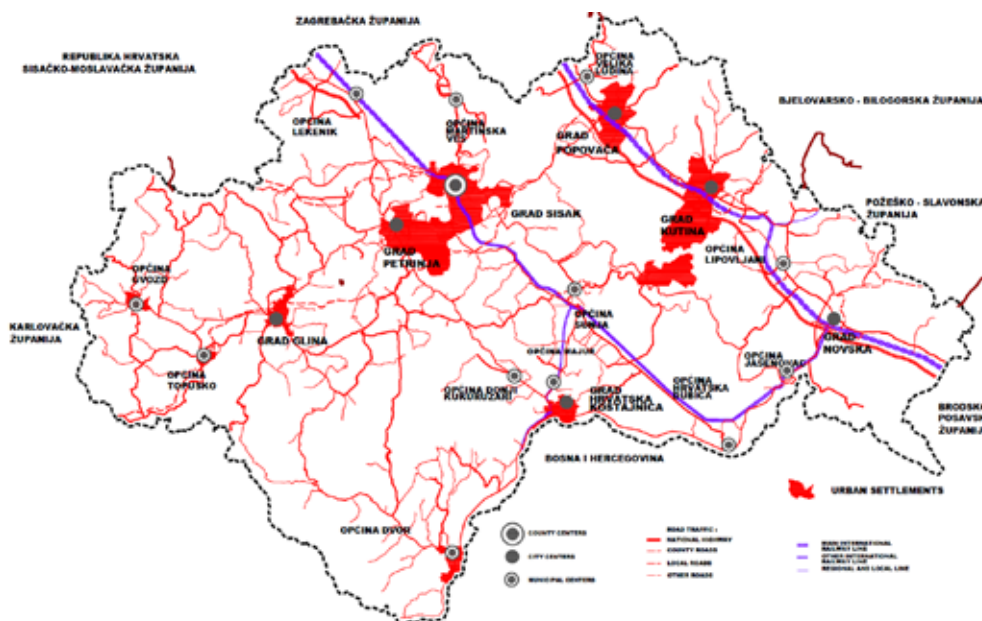 ZAGREBAČKA ŽUPANIJA
REPUBLIKA HRVATSKA
SISAČKO-MOSLAVAČKA ŽUPANIJA
OPĆINA
VELIKA
LUDINA
BJELOVARSKO - BILOGORSKA ŽUPANIJA
OPĆINA
LEKENIK
OPĆINA
MARTINSKA
VES
GRAD
POPOVAČA
POŽEŠKO - SLAVONSKA
ŽUPANIJA
GRAD SISAK
GRAD
KUTINA
GRAD
PETRINJA
OPĆINA
LIPOVLJANI
OPĆINA
GVOZD
KARLOVAČKA
ŽUPANIJA
OPĆINA
SUNJA
GRAD GLINA
GRAD
NOVSKA
OPĆINA MAJUR
OPĆINA
JASENOVAC
OPĆINA
TOPUSKO
OPĆINA DONJI
KUKURUZARI
GRAD
HRVATSKA
KOSTAJNICA
OPĆINA
HRVATSKA
DUBICA
BRODSKO
POSAVSKA
ŽUPANIJA
BOSNA I HERCEGOVINA
URBAN SETTLEMENTS
OPĆINA DVOR
COUNTY CENTERS
CITY CENTERS
MUNICIPAL CENTERS
ROAD TRAFFIC :
NATIONAL HIGHWAY
COUNTY ROADS
LOCAL ROADS
OTHER ROADS
MAIN INTERNATIONAL
RAILWAY LINE
OTHER INTERNATIONAL
RAILWAY LINE
REGIONAL AND LOCAL LINE